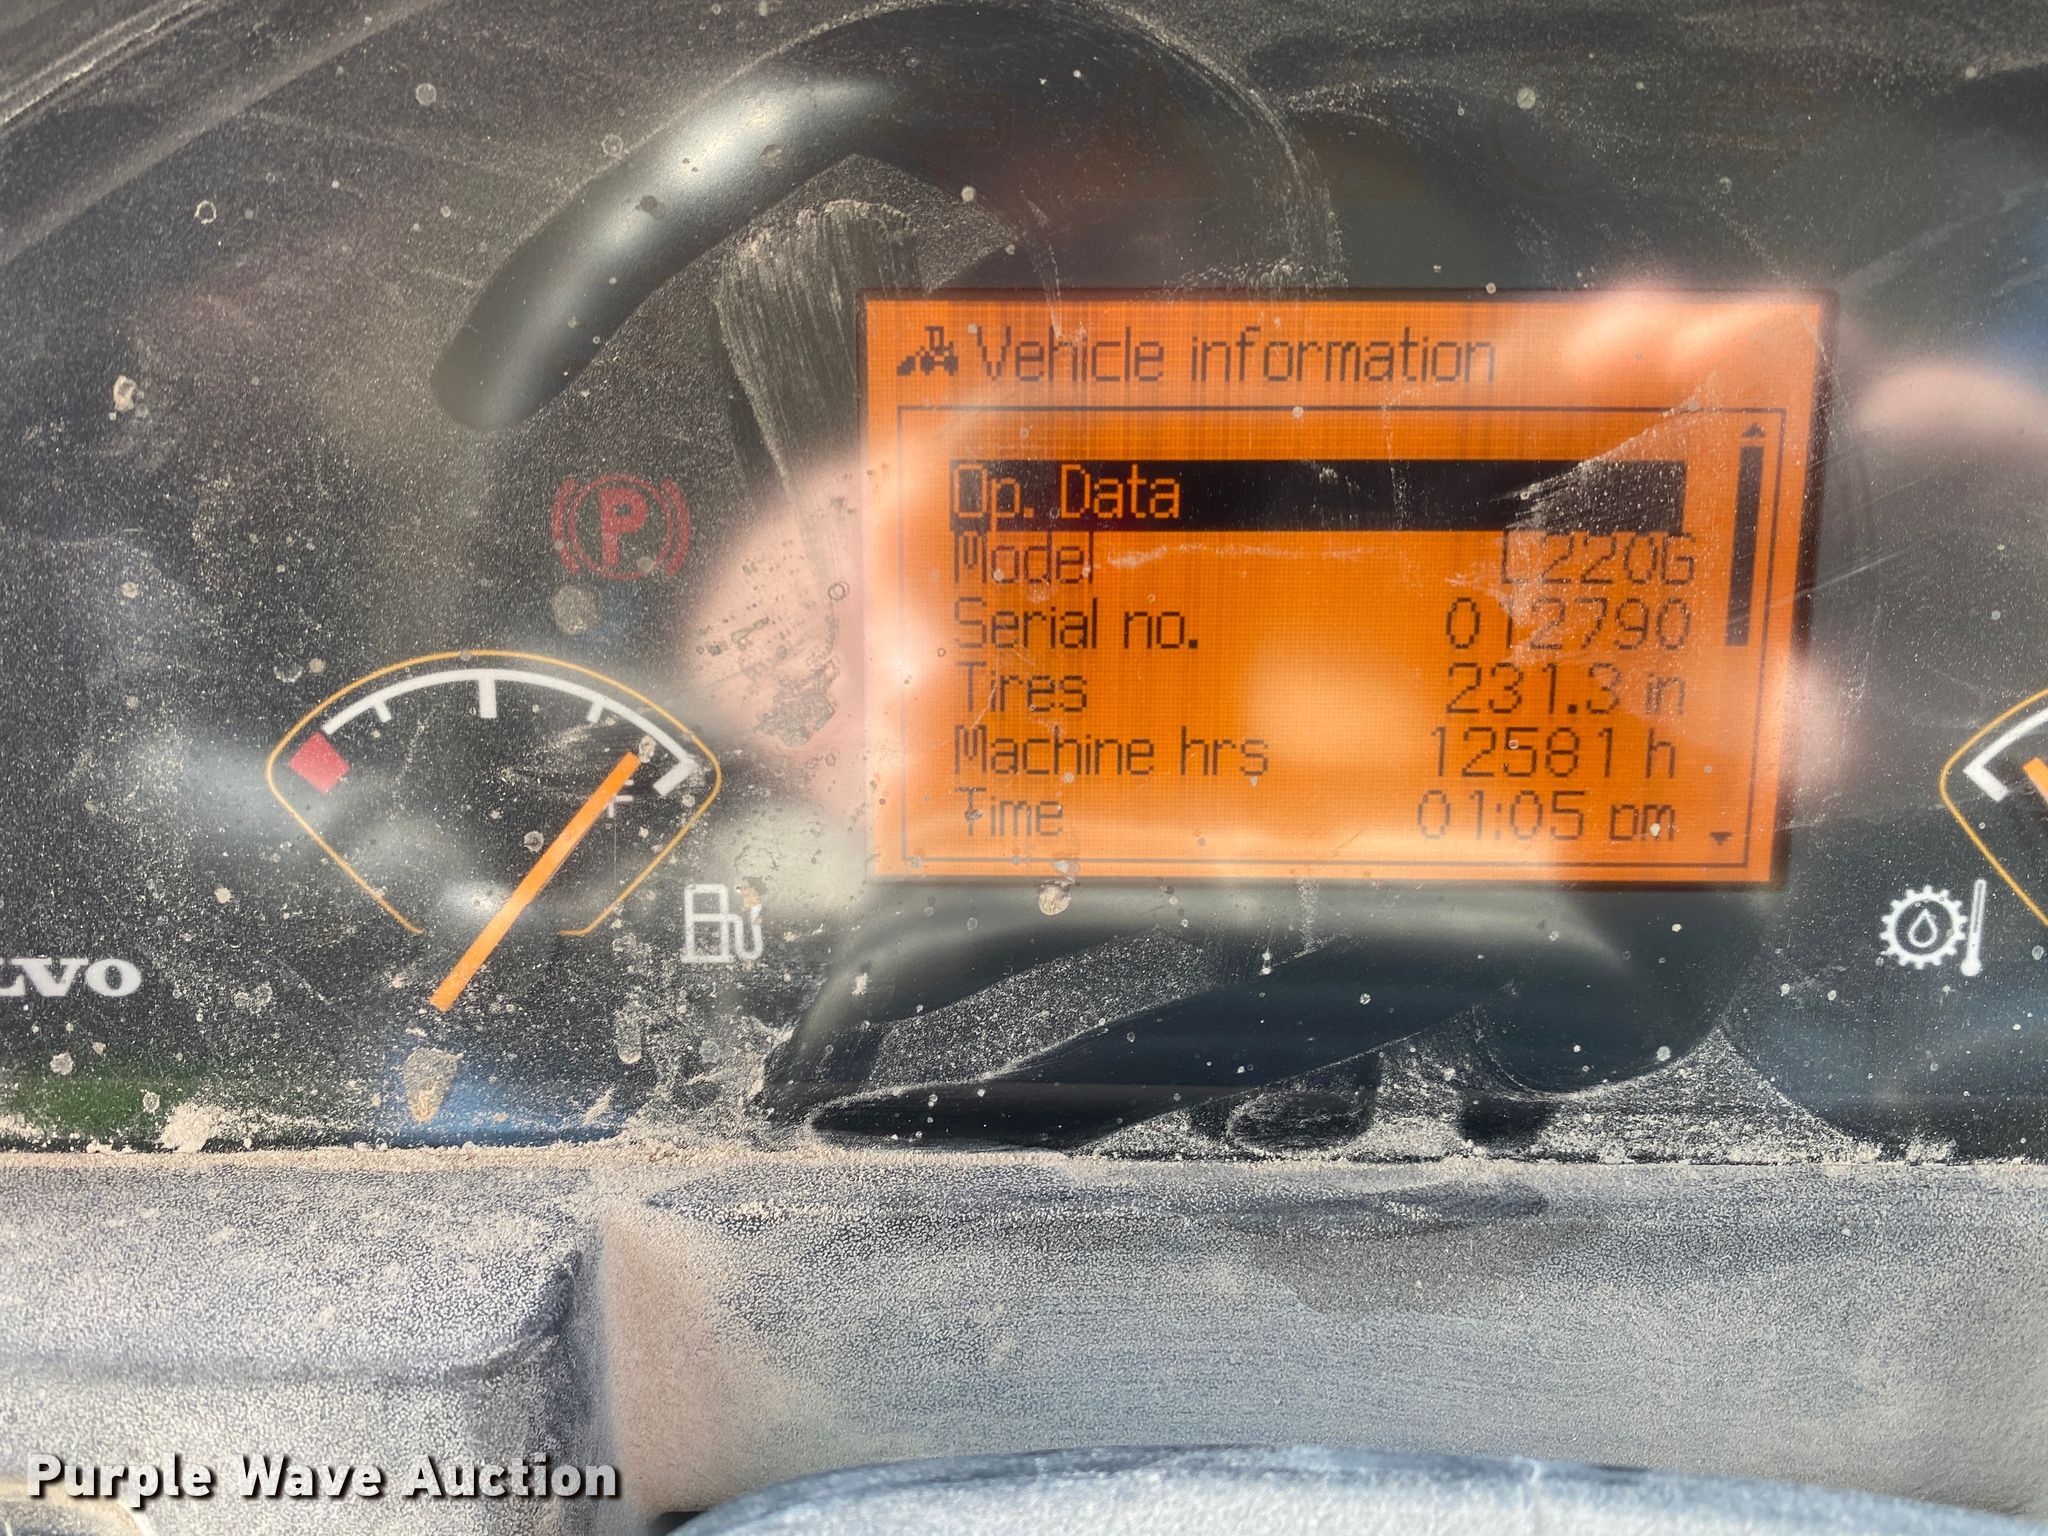 Vehicle information
Op. Data
Model L220G
Serial no. 012790
Tires 231.3 in
Machine hrs 12581 h
Time 01:05 pm
P
LVO
Purple Wave Auction